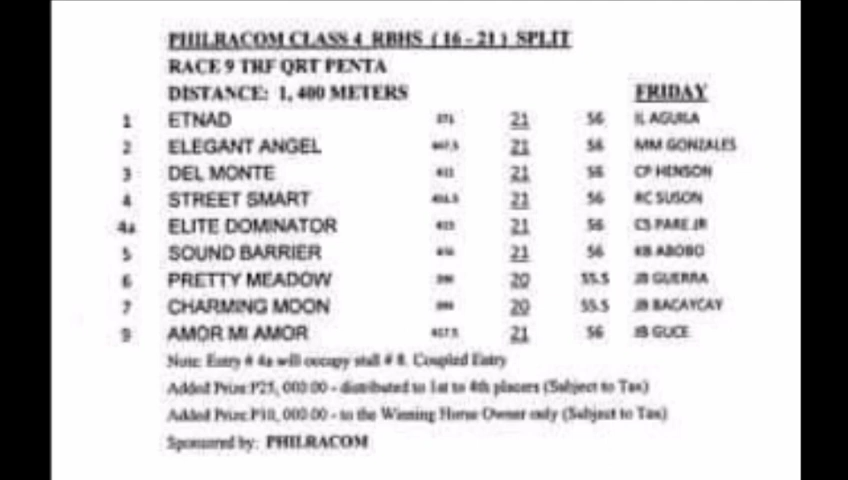 PHILRACOM CLASS 4 RBHS ( 16 - 21 ) SPLIT
RACE 9 TRF QRT PENTA
DISTANCE: 1, 400 METERS FRIDAY
1 ETNAD 21 56 IL AGUILA
2 ELEGANT ANGEL 21 56 MM GONZALES
3 DEL MONTE 21 56 CP HENSON
4 STREET SMART 21 56 RC SUSON
4a ELITE DOMINATOR 21 56 CS PARE JR
5 SOUND BARRIER 21 56 KB ABOBO
6 PRETTY MEADOW 20 55.5 JB GUERRA
7 CHARMING MOON 20 55.5 JB BACAYCAY
9 AMOR MI AMOR 21 56 JB GUCE
Note: Entry # 4a will occupy stall # 8. Coupled Entry
Added Prize:P25, 000.00 - distributed to 1st to 4th placers (Subject to Tax)
Added Prize:P10, 000.00 - to the Winning Horse Owner only (Subject to Tax)
Sponsored by: PHILRACOM